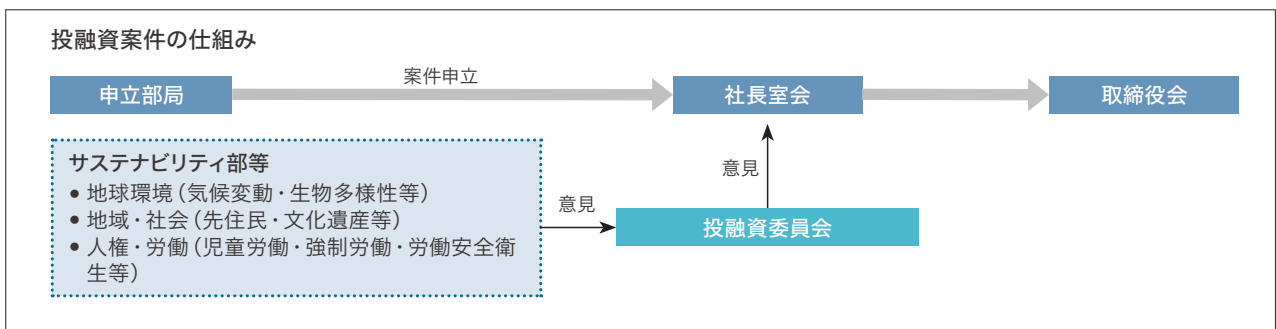 投融資案件の仕組み
申立部局
案件申立
社長室会
取締役会
サステナビリティ部等
● 地球環境（気候変動・生物多様性等）
● 地域・社会（先住民・文化遺産等）
● 人権・労働（児童労働・強制労働・労働安全衛
生等）
意見
投融資委員会
意見